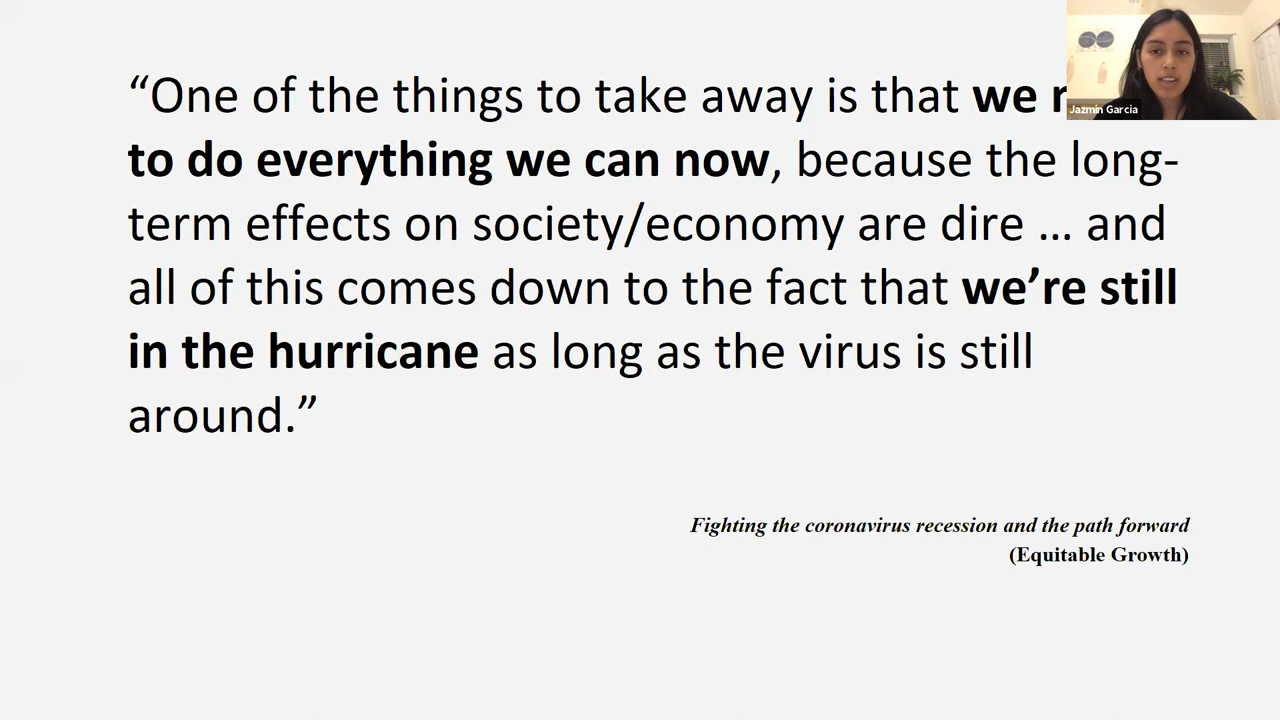 “One of the things to take away is that we
to do everything we can now, because the long-
term effects on society/economy are dire … and
all of this comes down to the fact that we’re still
in the hurricane as long as the virus is still
around.”
Jazmin Garcia
Fighting the coronavirus recession and the path forward
(Equitable Growth)